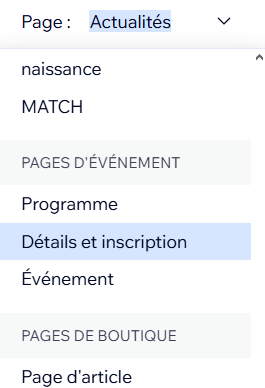 Page : Actualités
naissance
MATCH
PAGES D'ÉVÉNEMENT
Programme
Détails et inscription
Événement
PAGES DE BOUTIQUE
Page d'article